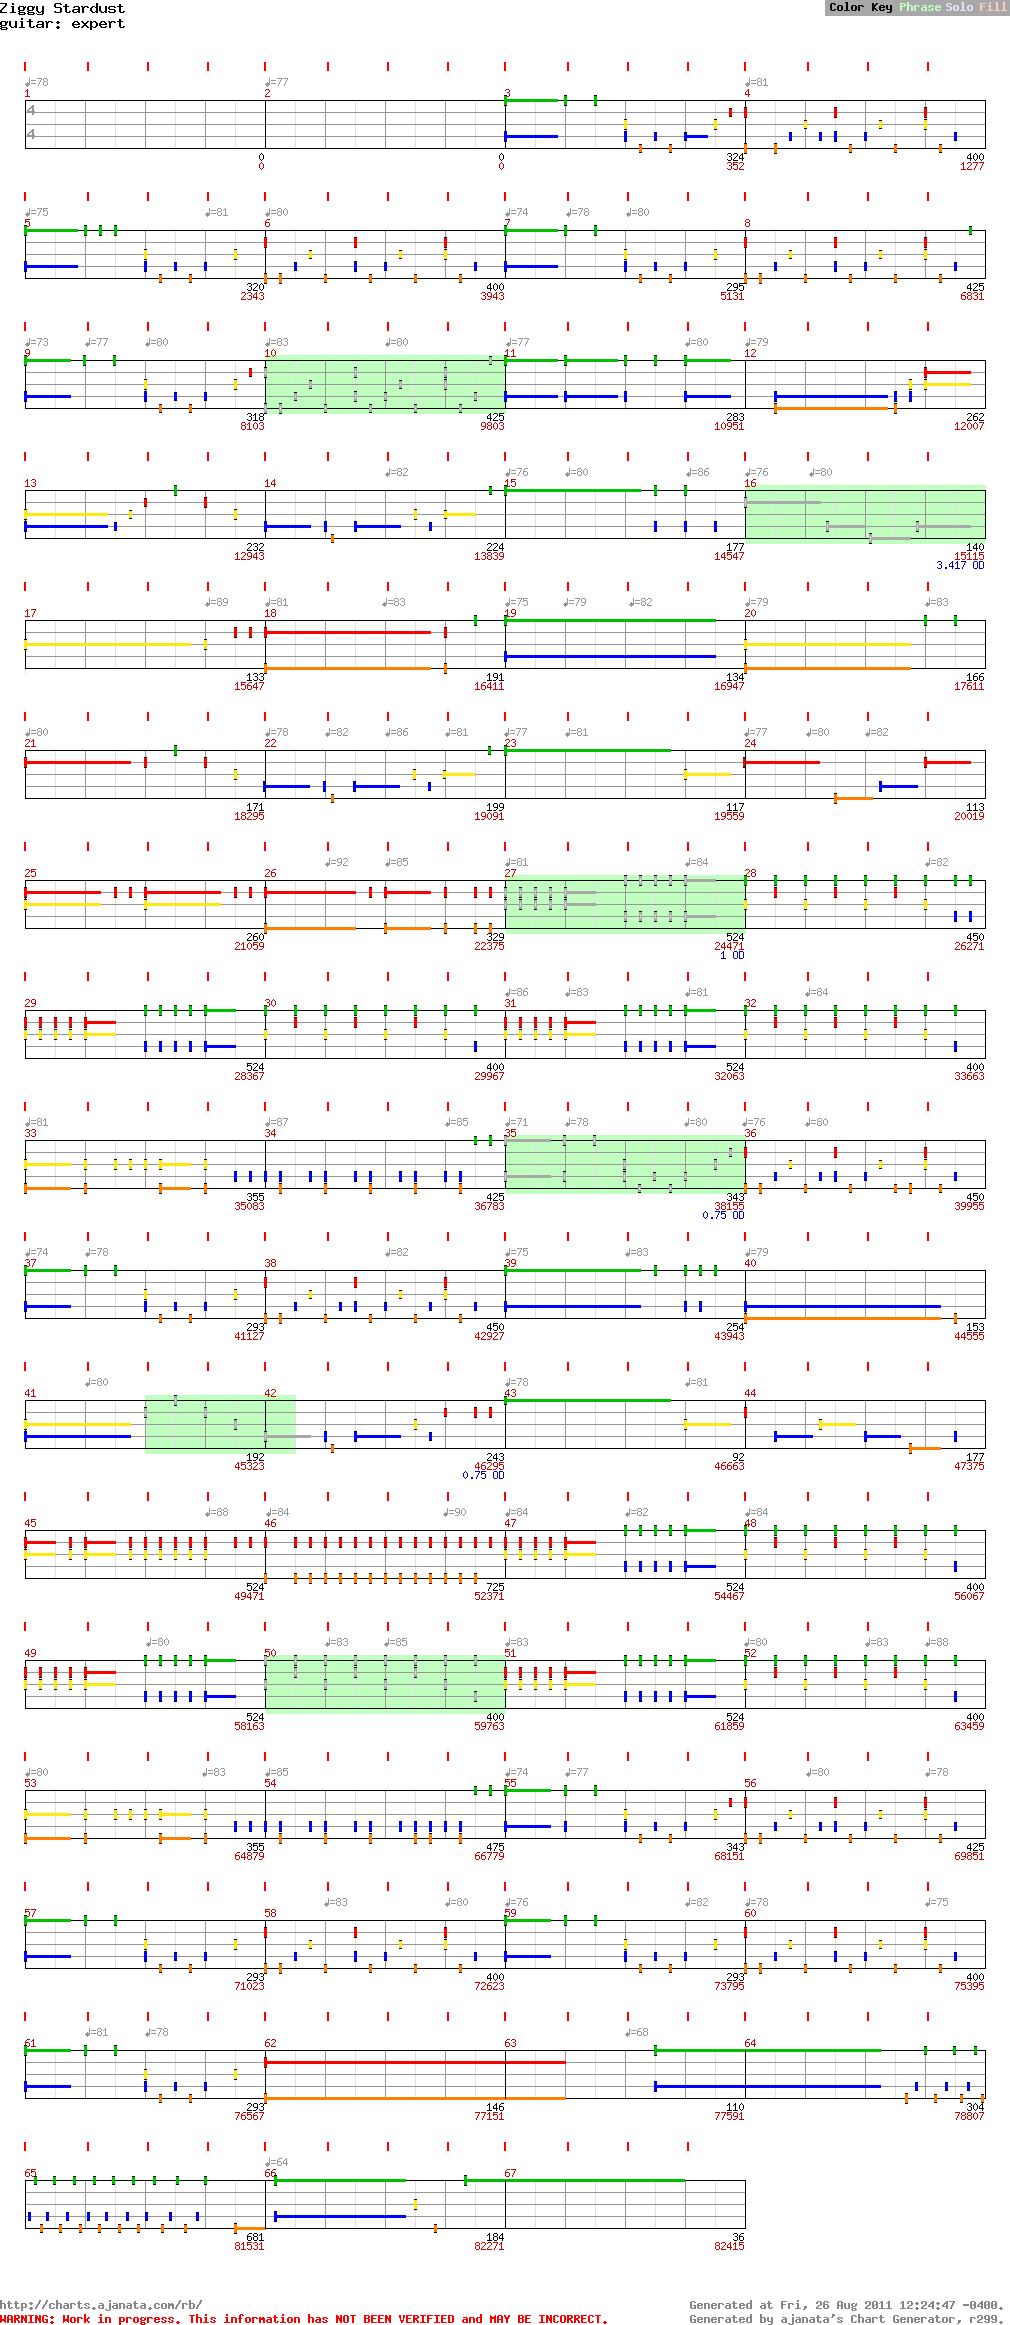 Ziggy Stardust
guitar: expert
Color Key Phrase Solo Fill
♩=78 ♩=77 ♩=81
1 2 3 4
4
4
0 0 324 400
0 0 352 1277
♩=75 ♩=81 ♩=80 ♩=74 ♩=78 ♩=80
5 6 7 8
320 400 295 425
2343 3943 5131 6831
♩=73 ♩=77 ♩=80 ♩=83 ♩=80 ♩=77 ♩=80 ♩=79
9 10 11 12
318 425 283 262
8103 9803 10951 12007
♩=82 ♩=76 ♩=80 ♩=86 ♩=76 ♩=80
13 14 15 16
232 224 177 140
12943 13839 14547 15115
3.417 OD
♩=89 ♩=81 ♩=83 ♩=75 ♩=79 ♩=82 ♩=79 ♩=83
17 18 19 20
133 191 134 166
15647 16411 16947 17611
♩=80 ♩=78 ♩=82 ♩=86 ♩=81 ♩=77 ♩=81 ♩=77 ♩=80 ♩=82
21 22 23 24
171 199 117 113
18295 19091 19559 20019
♩=92 ♩=85 ♩=81 ♩=84 ♩=82
25 26 27 28
260 329 524 450
21059 22375 24471 26271
1 OD
♩=86 ♩=83 ♩=81 ♩=84
29 30 31 32
524 400 524 400
28367 29967 32063 33663
♩=81 ♩=87 ♩=85 ♩=71 ♩=78 ♩=80 ♩=76 ♩=80
33 34 35 36
355 425 343 450
35083 36783 38155 39955
0.75 OD
♩=74 ♩=78 ♩=82 ♩=75 ♩=83 ♩=79
37 38 39 40
293 450 254 153
41127 42927 43943 44555
♩=80 ♩=78 ♩=81
41 42 43 44
192 243 92 177
45323 46295 46663 47375
0.75 OD
♩=88 ♩=84 ♩=90 ♩=84 ♩=82 ♩=84
45 46 47 48
524 725 524 400
49471 52371 54467 56067
♩=80 ♩=83 ♩=85 ♩=83 ♩=80 ♩=83 ♩=88
49 50 51 52
524 400 524 400
58163 59763 61859 63459
♩=80 ♩=83 ♩=85 ♩=74 ♩=77 ♩=80 ♩=78
53 54 55 56
355 475 343 425
64879 66779 68151 69851
♩=83 ♩=80 ♩=76 ♩=82 ♩=78 ♩=75
57 58 59 60
293 400 293 400
71023 72623 73795 75395
♩=81 ♩=78 ♩=68
61 62 63 64
293 146 110 304
76567 77151 77591 78807
♩=64
65 66 67
681 184 36
81531 82271 82415
http://charts.ajanata.com/rb/ Generated at Fri, 26 Aug 2011 12:24:47 -0400.
WARNING: Work in progress. This information has NOT BEEN VERIFIED and MAY BE INCORRECT. Generated by ajanata's Chart Generator, r299.